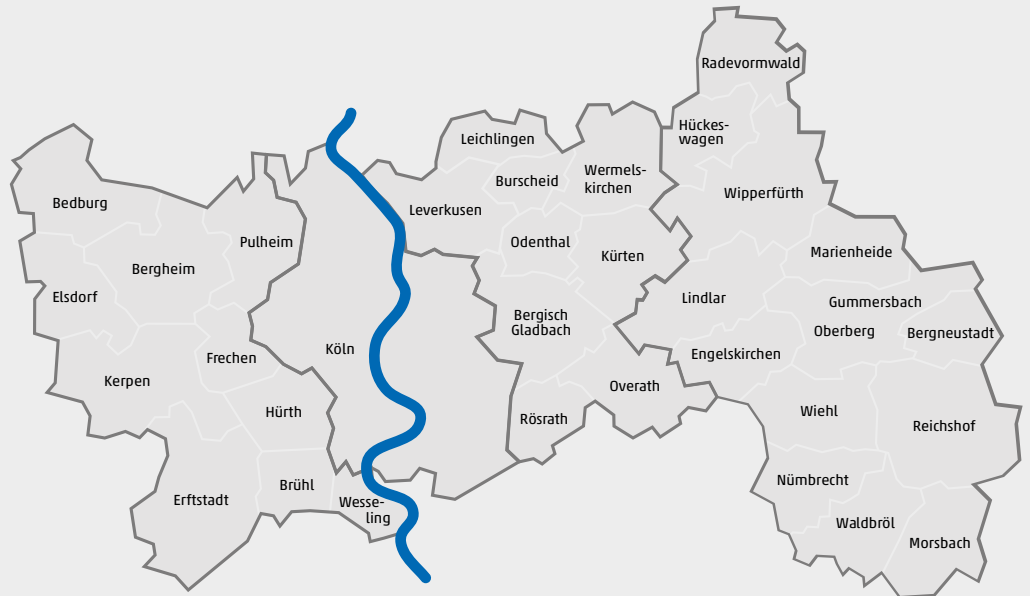 Radevormwald
Hückes-
wagen
Leichlingen
Wermels-
kirchen
Burscheid
Wipperfürth
Bedburg
Leverkusen
Pulheim
Odenthal
Marienheide
Kürten
Bergheim
Elsdorf
Lindlar
Gummersbach
Bergisch
Gladbach
Oberberg
Bergneustadt
Köln
Frechen
Engelskirchen
Kerpen
Overath
Hürth
Rösrath
Wiehl
Reichshof
Nümbrecht
Brühl
Erftstadt
Wesse-
ling
Waldbröl
Morsbach